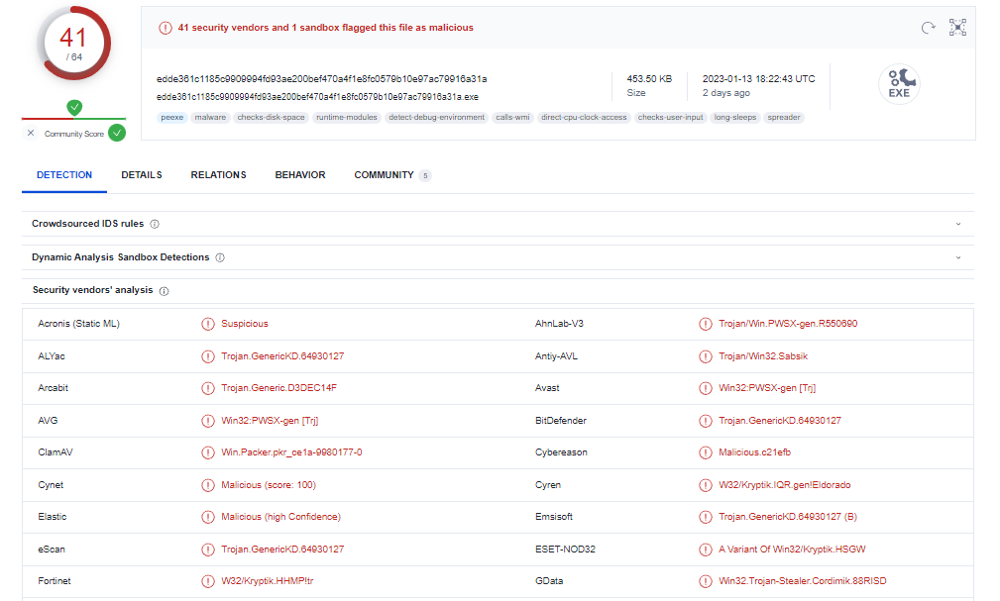 41
/ 64
Community Score
41 security vendors and 1 sandbox flagged this file as malicious
edde361c1185c9909994fd93ae200bef470a4f1e8fc0579b10e97ac79916a31a
edde361c1185c9909994fd93ae200bef470a4f1e8fc0579b10e97ac79916a31a.exe
453.50 KB
Size
2023-01-13 18:22:43 UTC
2 days ago
EXE
peexe malware checks-disk-space runtime-modules detect-debug-environment calls-wmi direct-cpu-clock-access checks-user-input long-sleeps spreader
DETECTION DETAILS RELATIONS BEHAVIOR COMMUNITY 5
Crowdsourced IDS rules
Dynamic Analysis Sandbox Detections
Security vendors' analysis
Acronis (Static ML) Suspicious AhnLab-V3 Trojan/Win.PWSX-gen.R550690
ALYac Trojan.GenericKD.64930127 Antiy-AVL Trojan/Win32.Sabsik
Arcabit Trojan.Generic.D3DEC14F Avast Win32:PWSX-gen [Trj]
AVG Win32:PWSX-gen [Trj] BitDefender Trojan.GenericKD.64930127
ClamAV Win.Packer.pkr_ce1a-9980177-0 Cybereason Malicious.c21efb
Cynet Malicious (score: 100) Cyren W32/Kryptik.IQR.gen!Eldorado
Elastic Malicious (high Confidence) Emsisoft Trojan.GenericKD.64930127 (B)
eScan Trojan.GenericKD.64930127 ESET-NOD32 A Variant Of Win32/Kryptik.HSGW
Fortinet W32/Kryptik.HHMP!tr GData Win32.Trojan-Stealer.Cordimik.88RISD